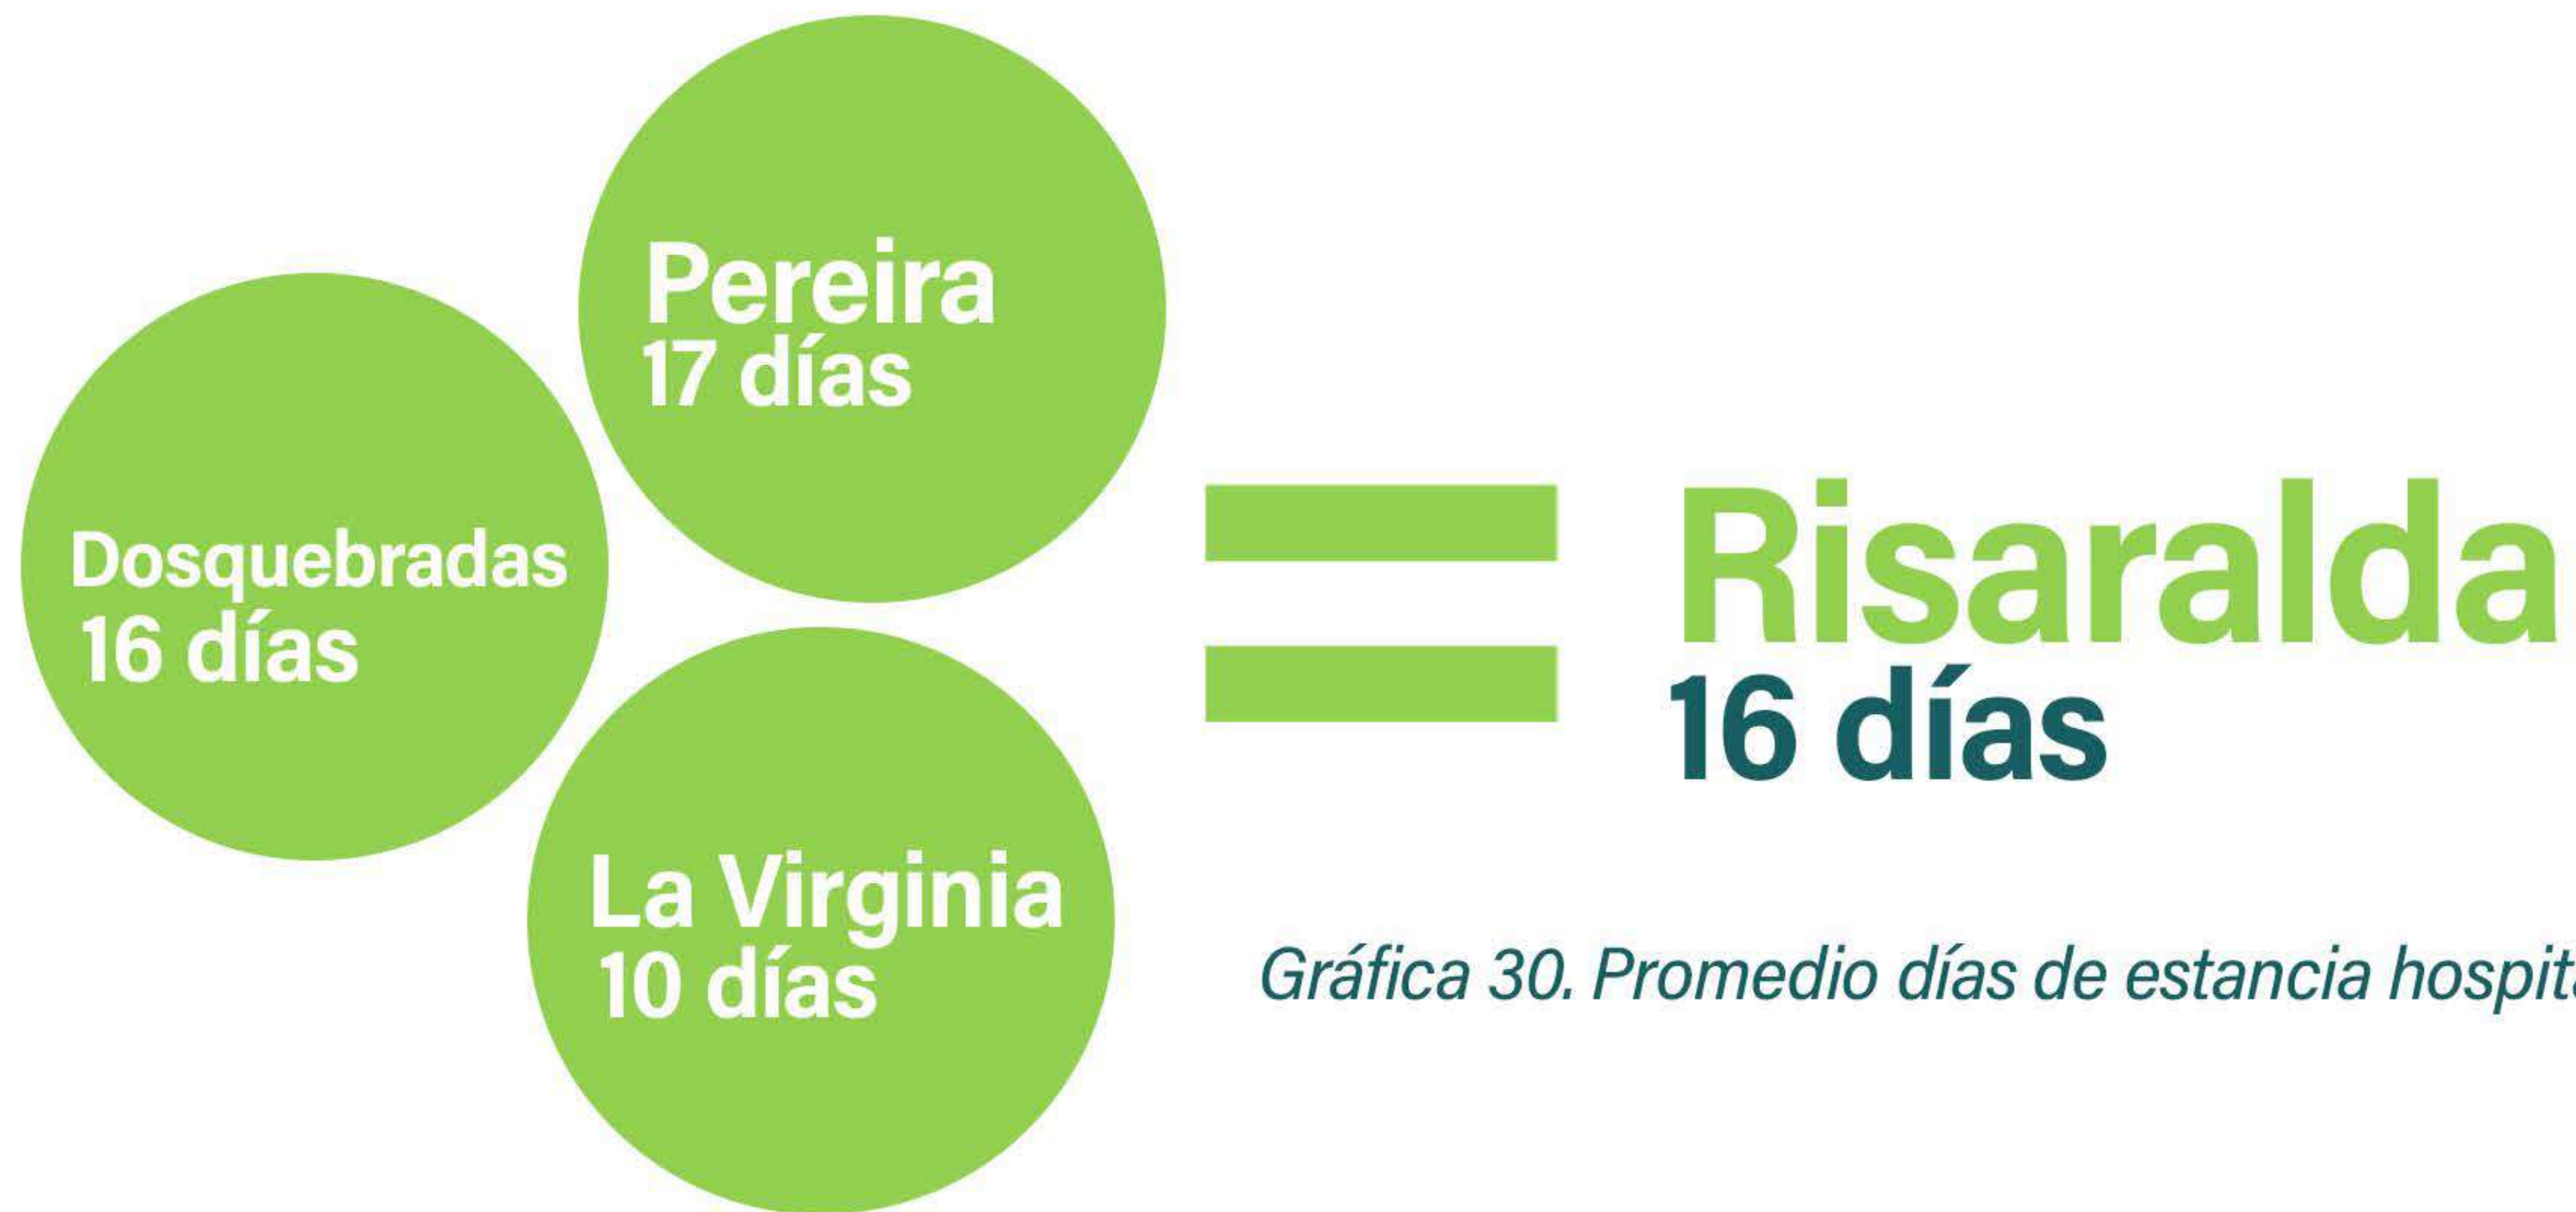 Pereira
17 días
Dosquebradas
16 días
La Virginia
10 días
Risaralda
16 días
Gráfica 30. Promedio días de estancia